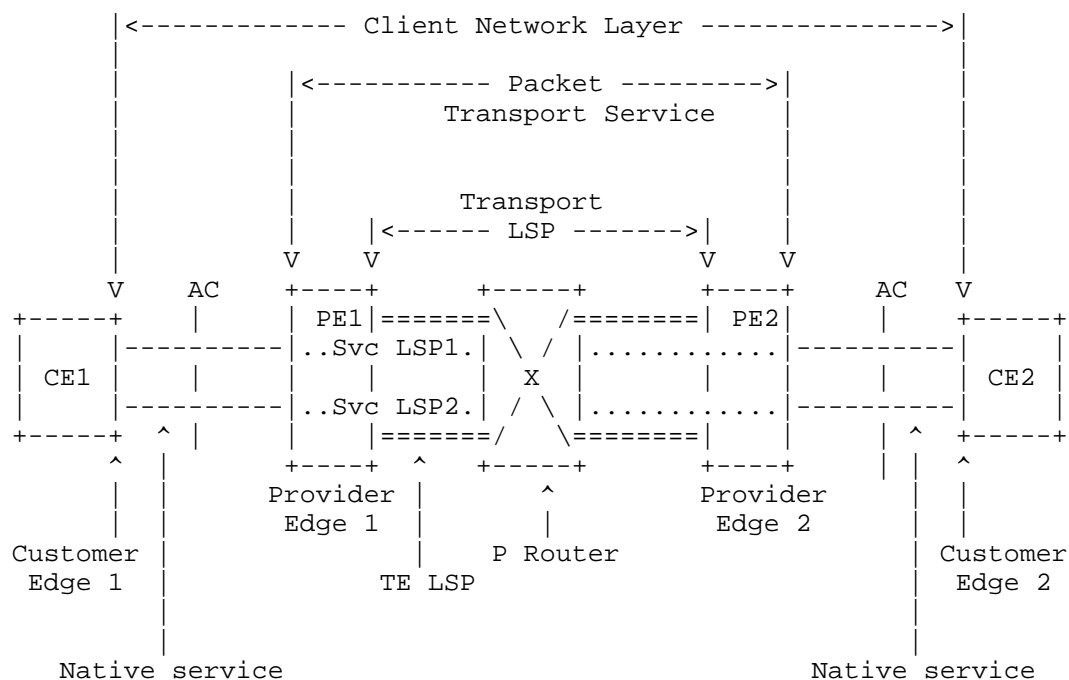 |<------------ Client Network Layer -------------->|
|<----------- Packet --------->|
Transport Service
Transport
|<------ LSP ------->|
V V V V
V AC +----+ +-----+ +----+ AC V
+-----+ | | PE1|=======\ /========| PE2| | +-----+
| |----------|..Svc LSP1.| \ / |............|----------| |
| CE1 | | | | | X | | | | | CE2 |
| |----------|..Svc LSP2.| / \ |............|----------| |
+-----+ ^ | | |=======/ \========| | | ^ +-----+
^ | +----+ ^ +-----+ +----+ | | ^
| | Provider | ^ Provider | |
| | Edge 1 | | Edge 2 | |
Customer | | P Router | Customer
Edge 1 | TE LSP | Edge 2
| |
| |
Native service Native service